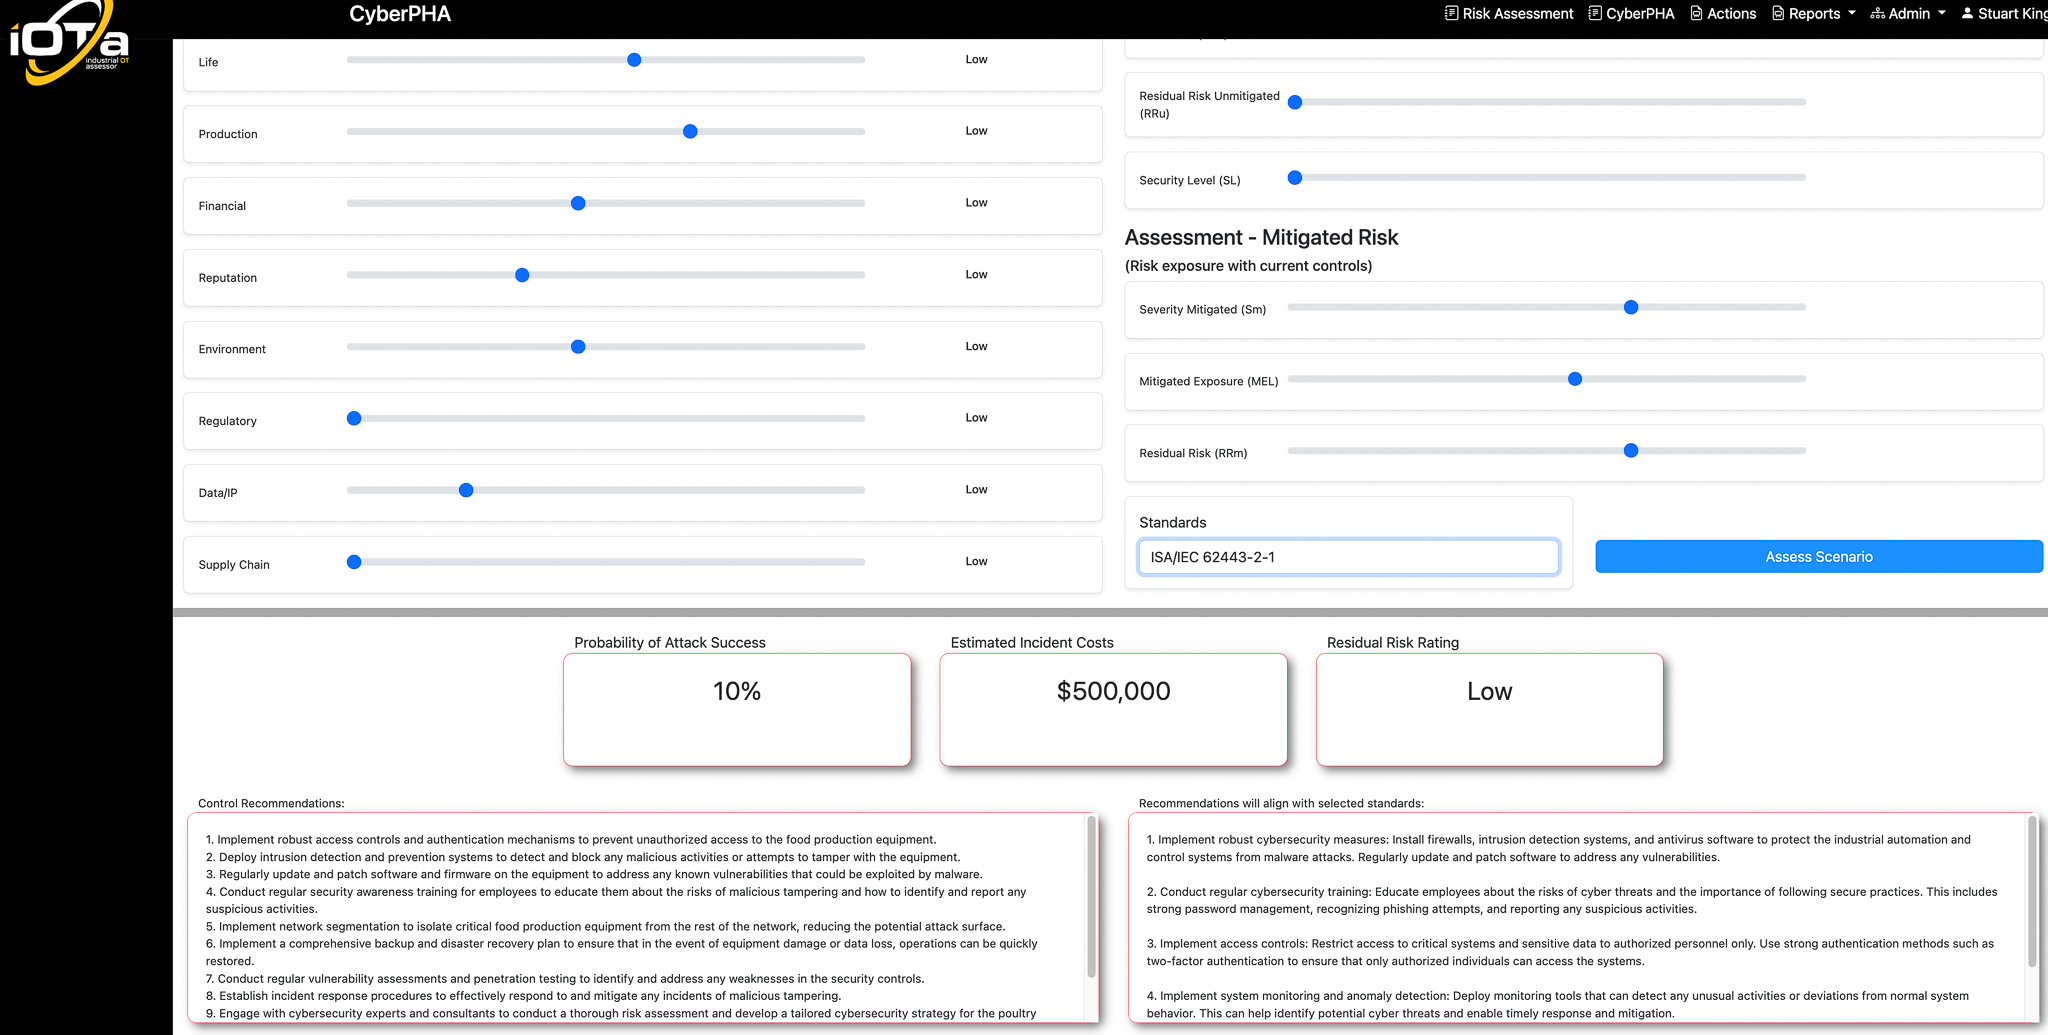 iOTa
industrial OT
assessor
CyberPHA
Risk Assessment
CyberPHA
Actions
Reports
Admin
Stuart King
Life
Low
Production
Low
Financial
Low
Reputation
Low
Environment
Low
Regulatory
Low
Data/IP
Low
Supply Chain
Low
Residual Risk Unmitigated
(RRu)
Security Level (SL)
Assessment - Mitigated Risk
(Risk exposure with current controls)
Severity Mitigated (Sm)
Mitigated Exposure (MEL)
Residual Risk (RRm)
Standards
ISA/IEC 62443-2-1
Assess Scenario
Probability of Attack Success
10%
Estimated Incident Costs
$500,000
Residual Risk Rating
Low
Control Recommendations:
1. Implement robust access controls and authentication mechanisms to prevent unauthorized access to the food production equipment.
2. Deploy intrusion detection and prevention systems to detect and block any malicious activities or attempts to tamper with the equipment.
3. Regularly update and patch software and firmware on the equipment to address any known vulnerabilities that could be exploited by malware.
4. Conduct regular security awareness training for employees to educate them about the risks of malicious tampering and how to identify and report any
suspicious activities.
5. Implement network segmentation to isolate critical food production equipment from the rest of the network, reducing the potential attack surface.
6. Implement a comprehensive backup and disaster recovery plan to ensure that in the event of equipment damage or data loss, operations can be quickly
restored.
7. Conduct regular vulnerability assessments and penetration testing to identify and address any weaknesses in the security controls.
8. Establish incident response procedures to effectively respond to and mitigate any incidents of malicious tampering.
9. Engage with cybersecurity experts and consultants to conduct a thorough risk assessment and develop a tailored cybersecurity strategy for the poultry
Recommendations will align with selected standards:
1. Implement robust cybersecurity measures: Install firewalls, intrusion detection systems, and antivirus software to protect the industrial automation and
control systems from malware attacks. Regularly update and patch software to address any vulnerabilities.
2. Conduct regular cybersecurity training: Educate employees about the risks of cyber threats and the importance of following secure practices. This includes
strong password management, recognizing phishing attempts, and reporting any suspicious activities.
3. Implement access controls: Restrict access to critical systems and sensitive data to authorized personnel only. Use strong authentication methods such as
two-factor authentication to ensure that only authorized individuals can access the systems.
4. Implement system monitoring and anomaly detection: Deploy monitoring tools that can detect any unusual activities or deviations from normal system
behavior. This can help identify potential cyber threats and enable timely response and mitigation.